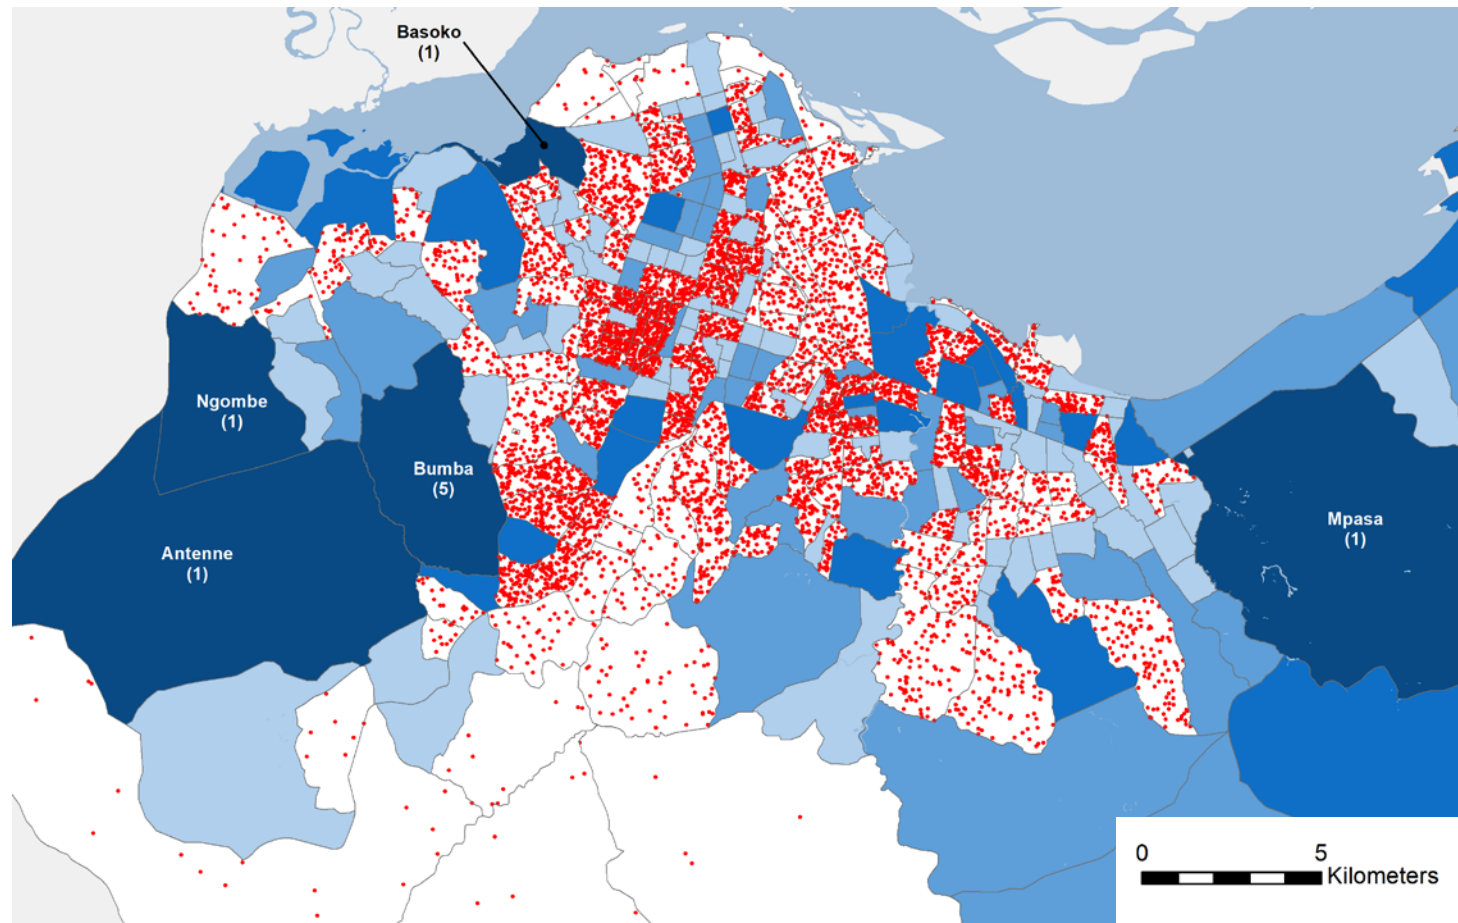 Basoko
(1)
Ngombe
(1)
Bumba
(5)
Antenne
(1)
Mpasa
(1)
0 5
Kilometers